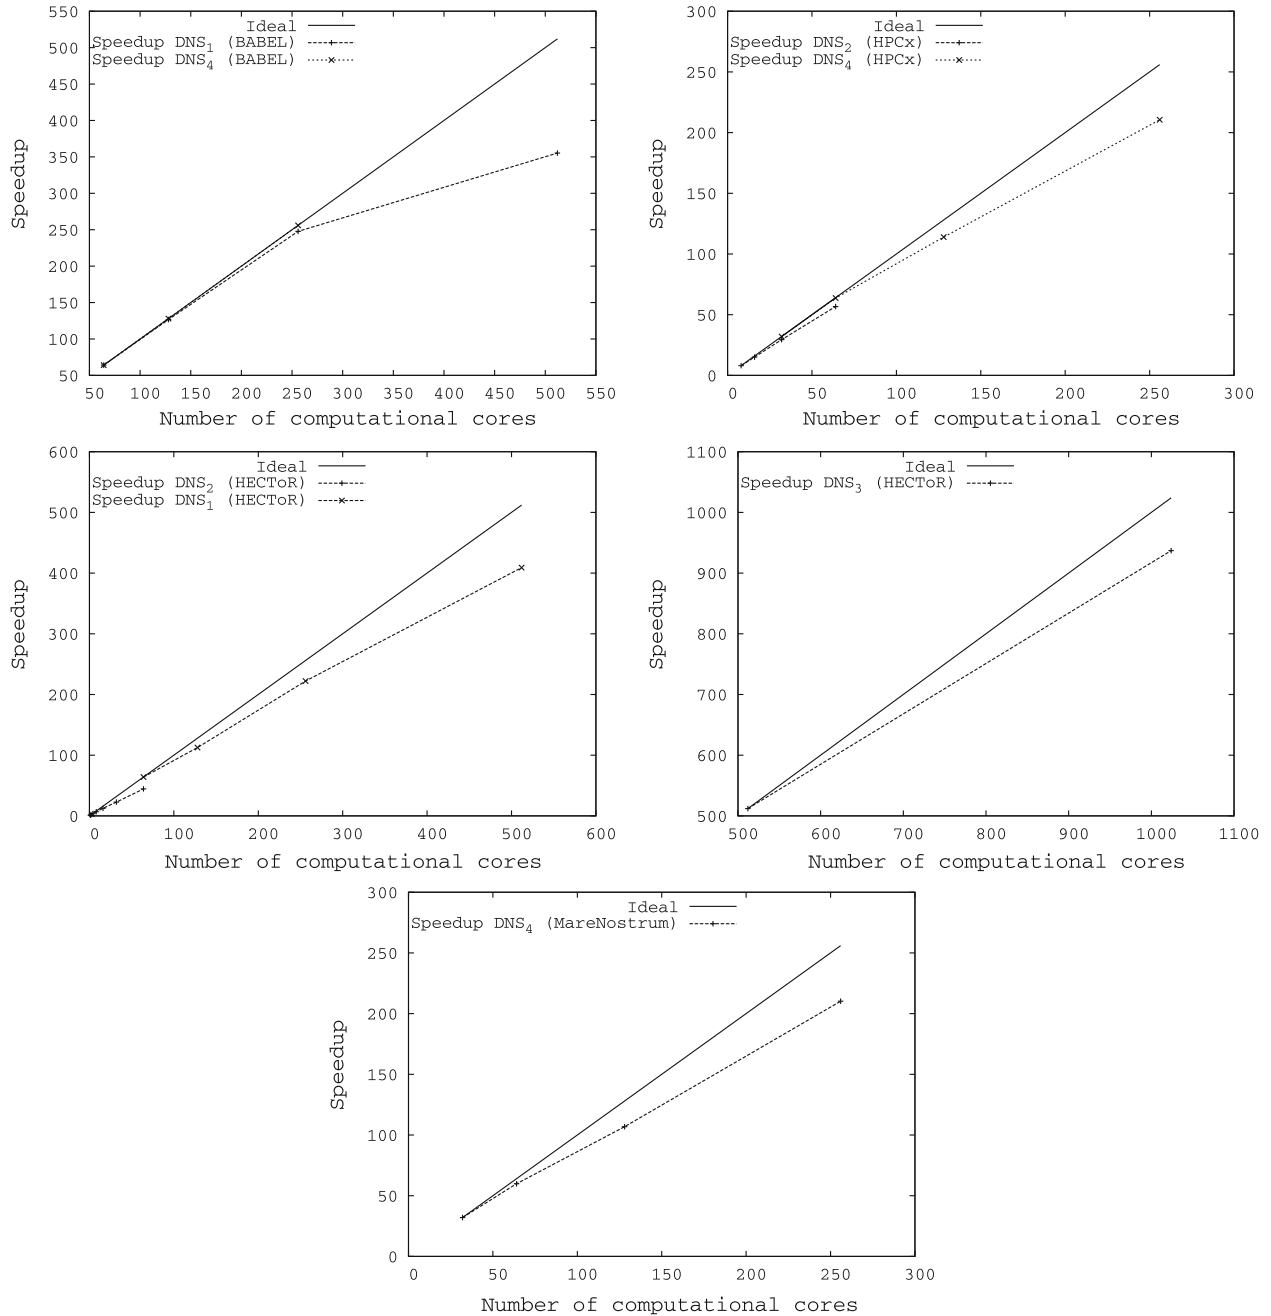 550
500
450
400
350
300
250
200
150
100
50
50 100 150 200 250 300 350 400 450 500 550
Speedup
Number of computational cores
Ideal
Speedup DNS1 (BABEL)
Speedup DNS4 (BABEL)
300
250
200
150
100
50
0
0 50 100 150 200 250 300
Speedup
Number of computational cores
Ideal
Speedup DNS2 (HPCx)
Speedup DNS4 (HPCx)
600
500
400
300
200
100
0
0 100 200 300 400 500 600
Speedup
Number of computational cores
Ideal
Speedup DNS2 (HECToR)
Speedup DNS1 (HECToR)
1100
1000
900
800
700
600
500
500 600 700 800 900 1000 1100
Speedup
Number of computational cores
Ideal
Speedup DNS3 (HECToR)
300
250
200
150
100
50
0
0 50 100 150 200 250 300
Speedup
Number of computational cores
Ideal
Speedup DNS4 (MareNostrum)